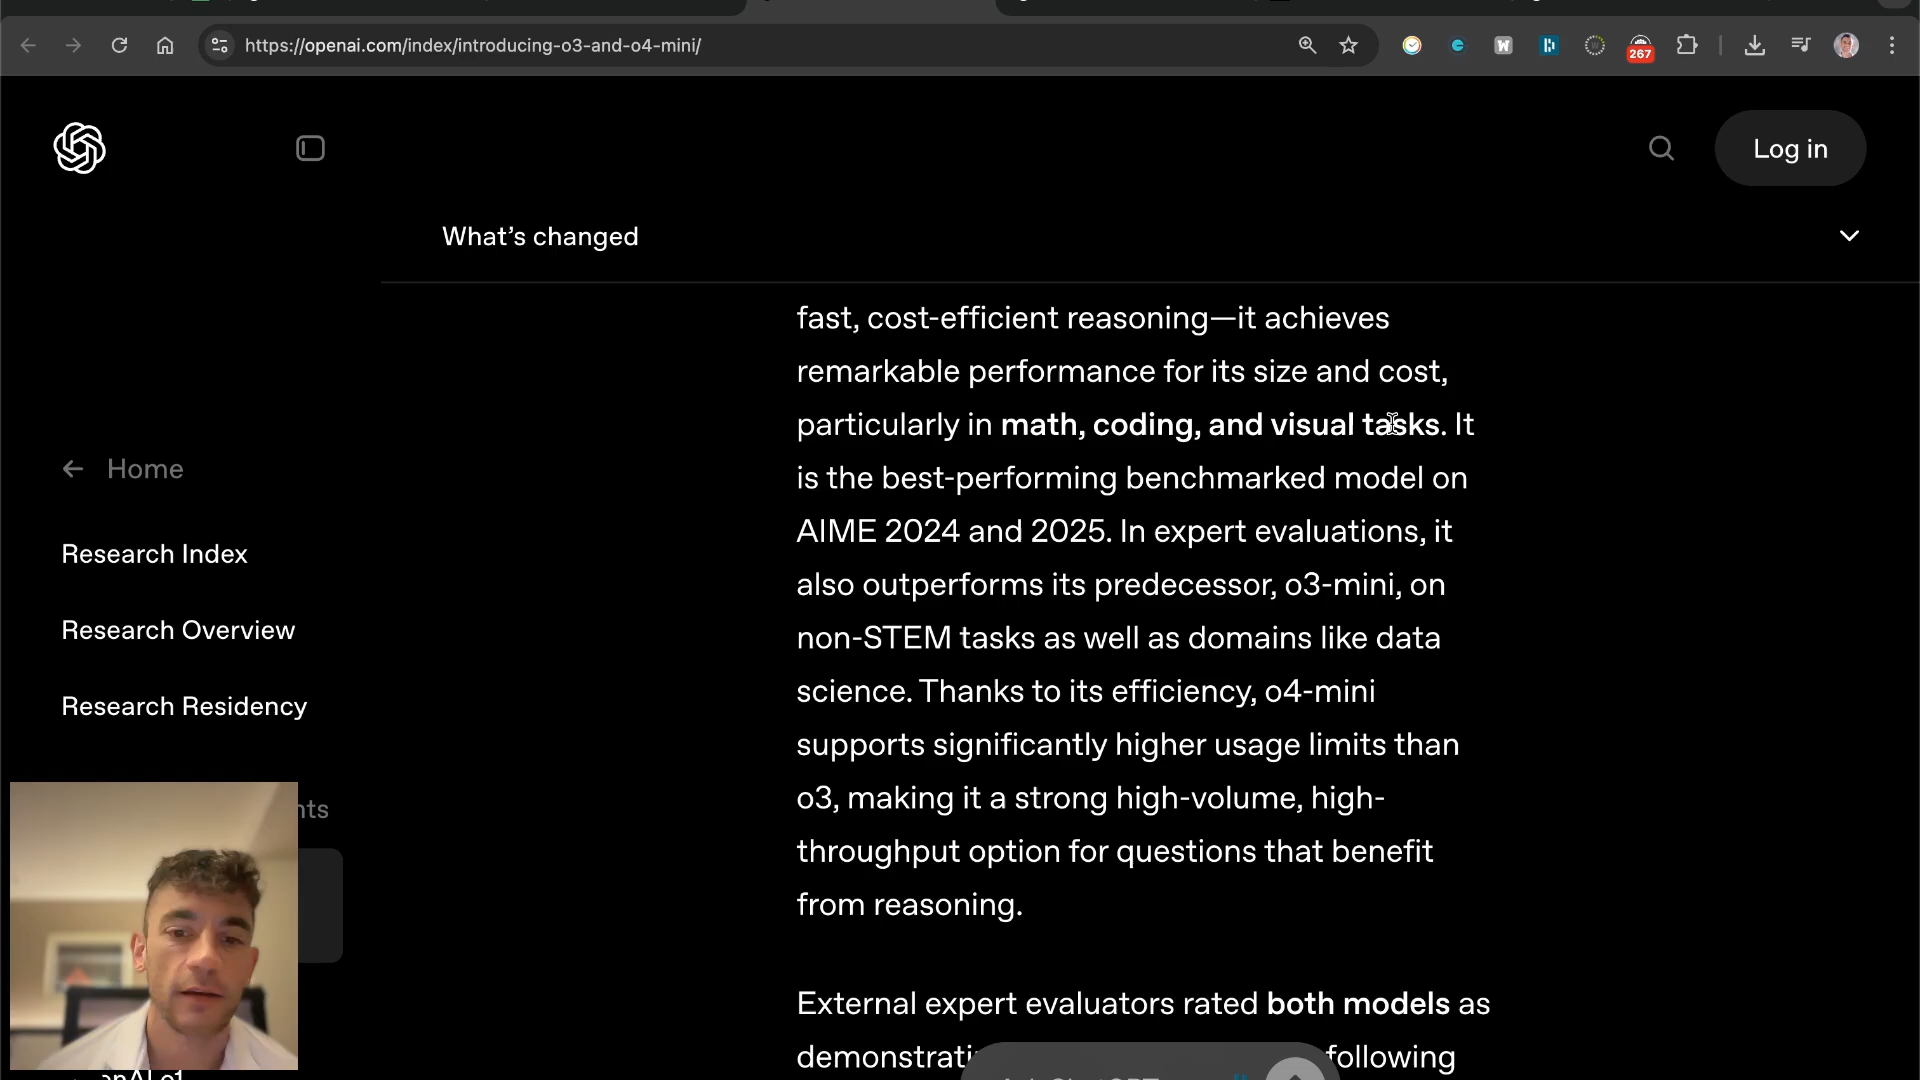 https://openai.com/index/introducing-o3-and-o4-mini/
267
Log in
What's changed
Home
Research Index
Research Overview
Research Residency
fast, cost-efficient reasoning—it achieves
remarkable performance for its size and cost,
particularly in math, coding, and visual tasks. It
is the best-performing benchmarked model on
AIME 2024 and 2025. In expert evaluations, it
also outperforms its predecessor, o3-mini, on
non-STEM tasks as well as domains like data
science. Thanks to its efficiency, o4-mini
supports significantly higher usage limits than
o3, making it a strong high-volume, high-
throughput option for questions that benefit
from reasoning.
External expert evaluators rated both models as
following